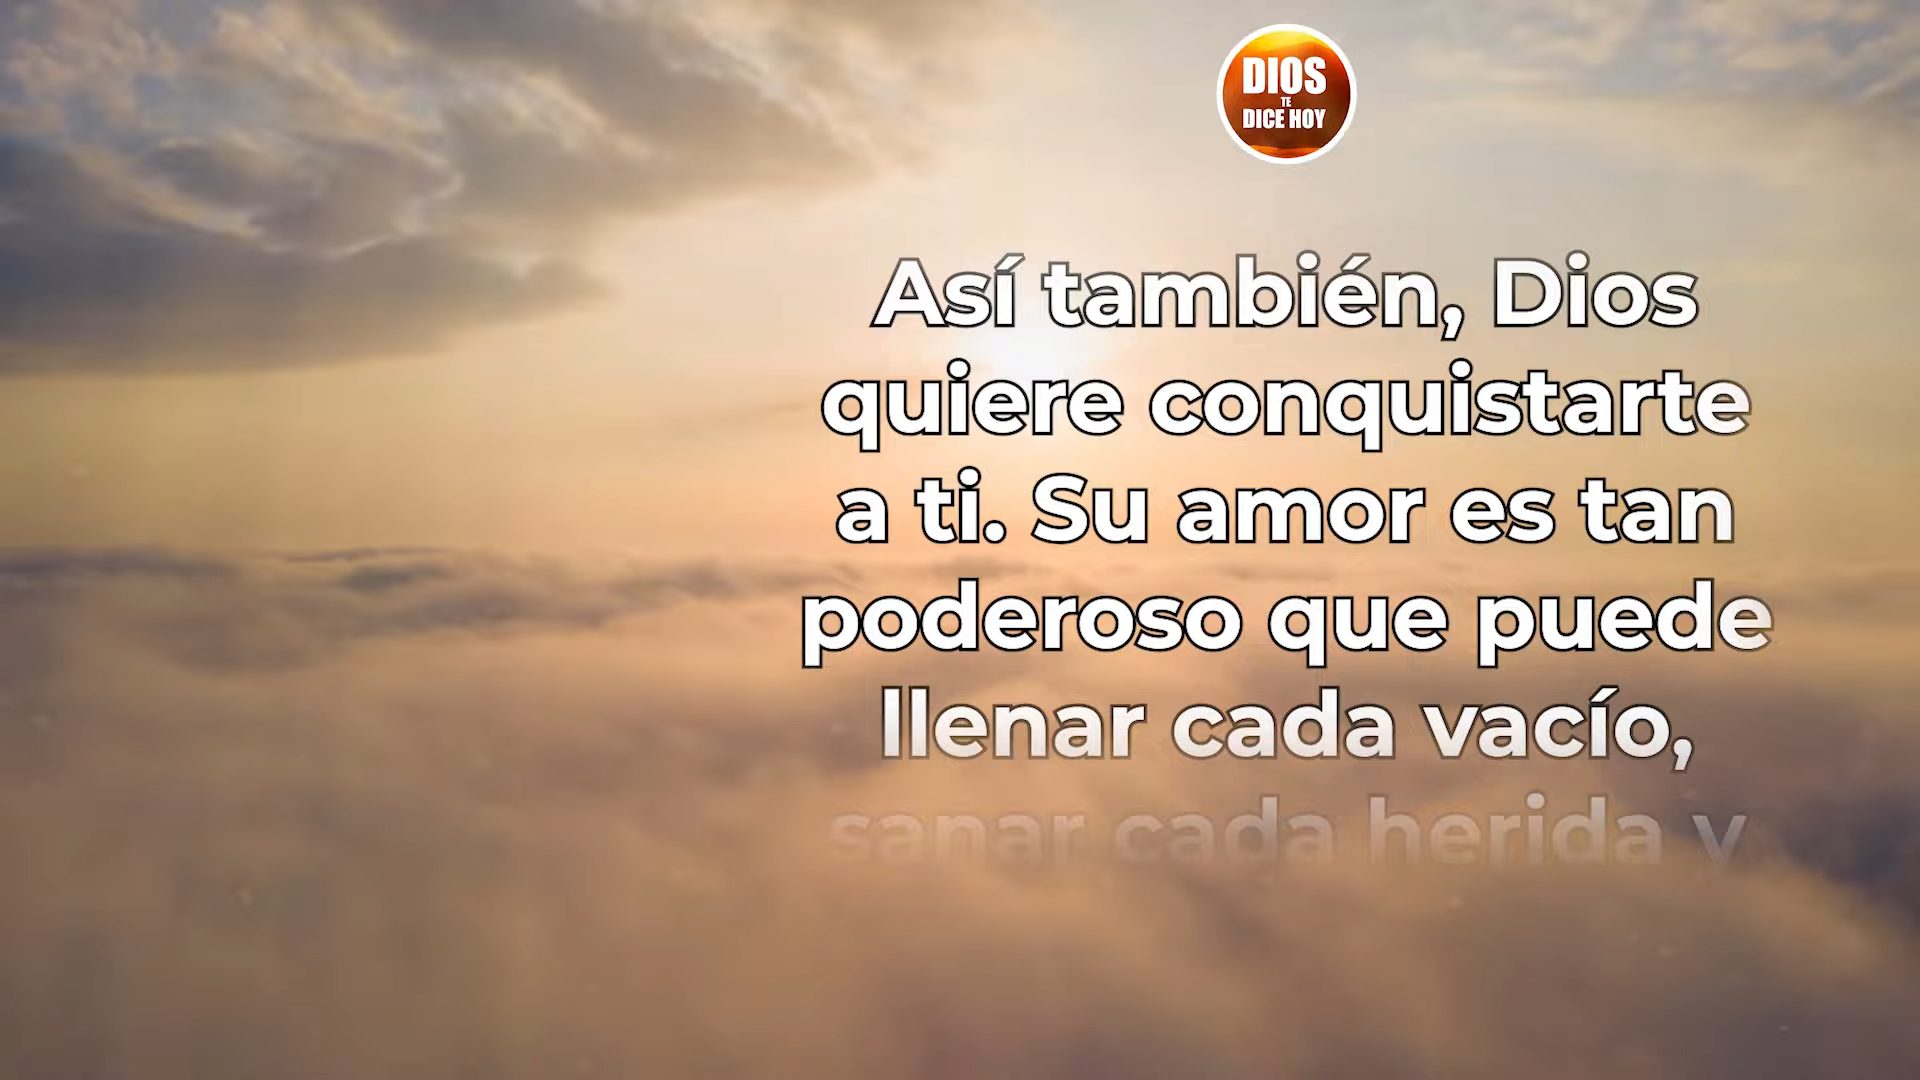 DIOS
TE
DICE HOY
Así también, Dios
quiere conquistarte
a ti. Su amor es tan
poderoso que puede
llenar cada vacío,
sanar cada herida y